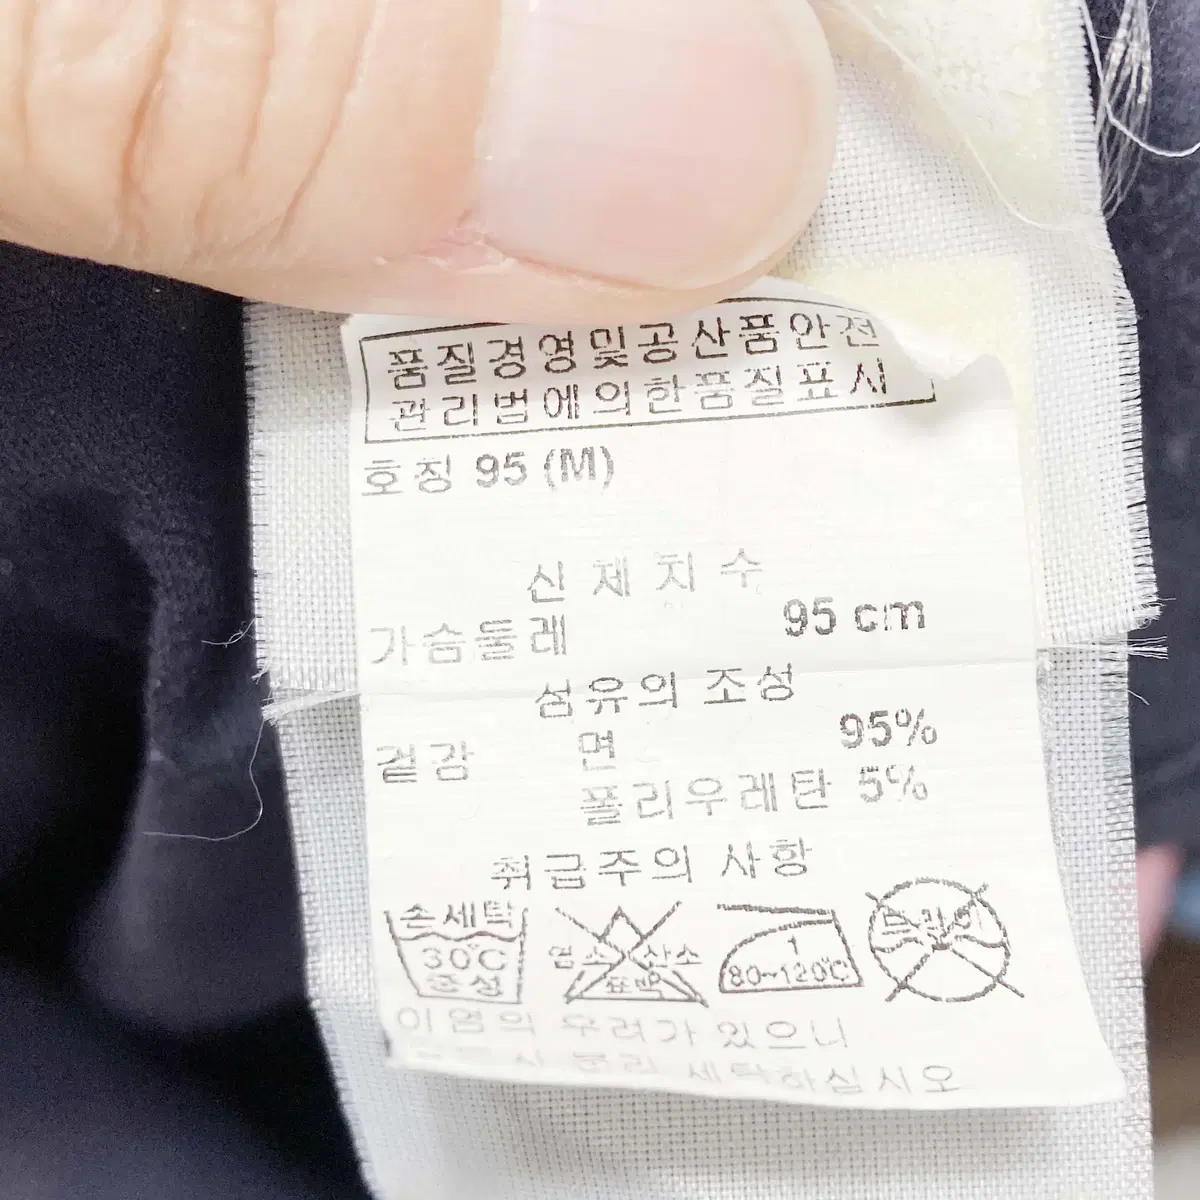 품질경영및공산품안전
관리법에의한품질표시
호칭 95 (M)
신체치수
가슴둘레 95 cm
섬유의 조성
겉감 면 95%
폴리우레탄 5%
취급주의 사항
손세탁
30℃
중성
염소 산소
표백
1
80~120℃
드라이
이염의 우려가 있으니
분리 세탁하십시오